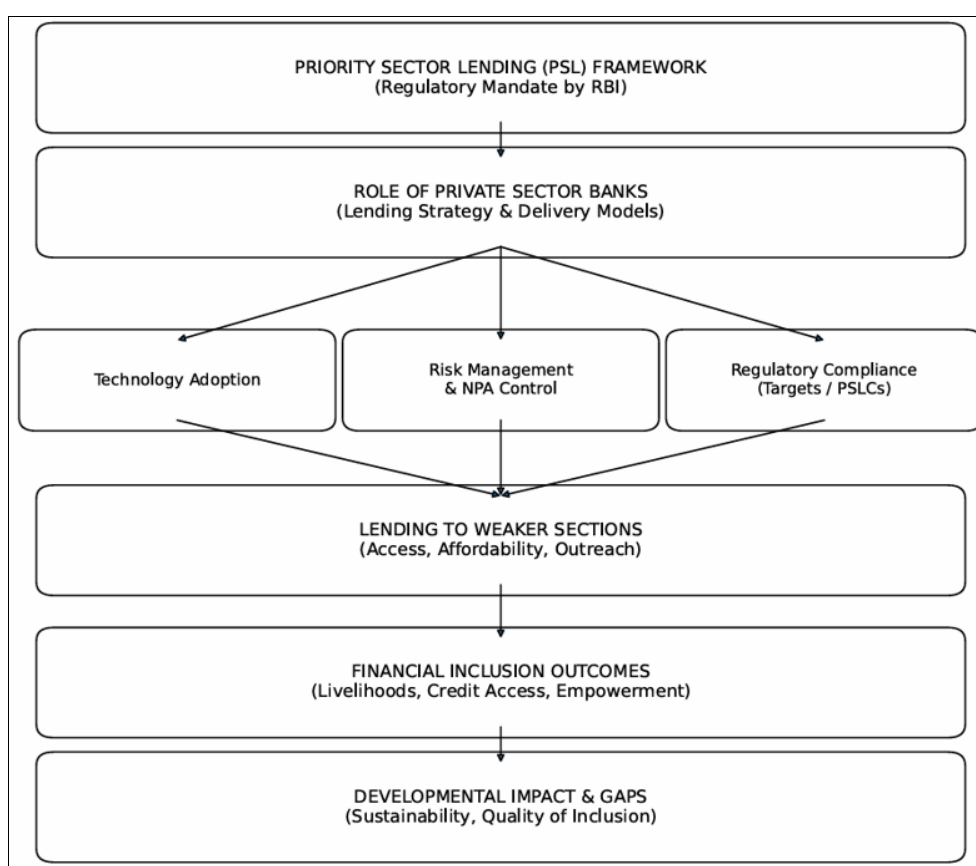 PRIORITY SECTOR LENDING (PSL) FRAMEWORK
(Regulatory Mandate by RBI)
ROLE OF PRIVATE SECTOR BANKS
(Lending Strategy & Delivery Models)
Technology Adoption
Risk Management
& NPA Control
Regulatory Compliance
(Targets / PSLCs)
LENDING TO WEAKER SECTIONS
(Access, Affordability, Outreach)
FINANCIAL INCLUSION OUTCOMES
(Livelihoods, Credit Access, Empowerment)
DEVELOPMENTAL IMPACT & GAPS
(Sustainability, Quality of Inclusion)